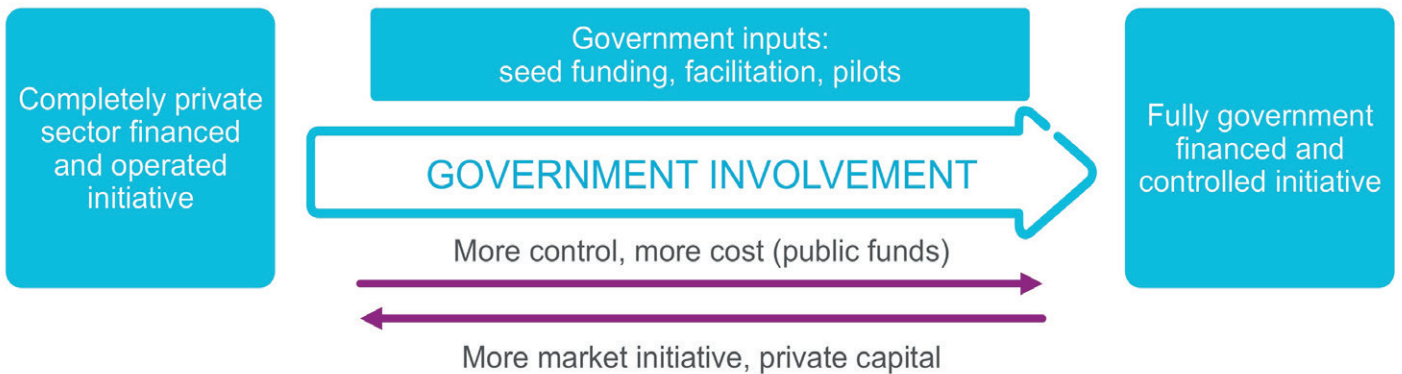 Completely private
sector financed
and operated
initiative
Government inputs:
seed funding, facilitation, pilots
GOVERNMENT INVOLVEMENT
More control, more cost (public funds)
More market initiative, private capital
Fully government
financed and
controlled initiative